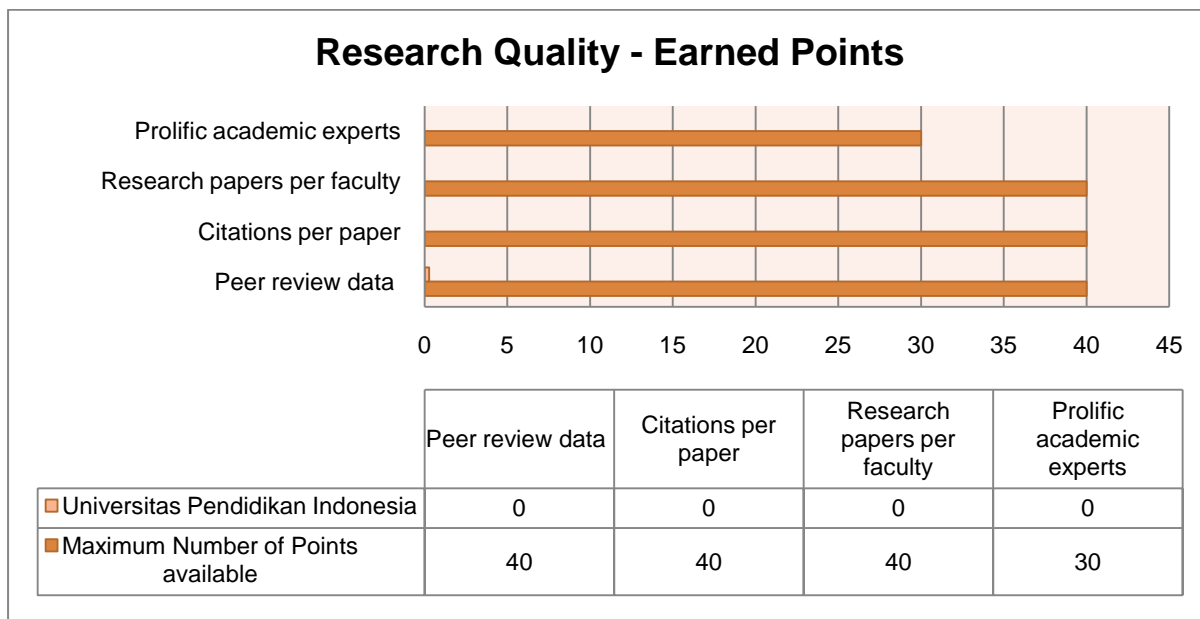 Research Quality - Earned Points
Prolific academic experts
Research papers per faculty
Citations per paper
Peer review data
0 5 10 15 20 25 30 35 40 45
Peer review data
Citations per
paper
Research
papers per
faculty
Prolific
academic
experts
Universitas Pendidikan Indonesia 0 0 0 0
Maximum Number of Points
available
40 40 40 30